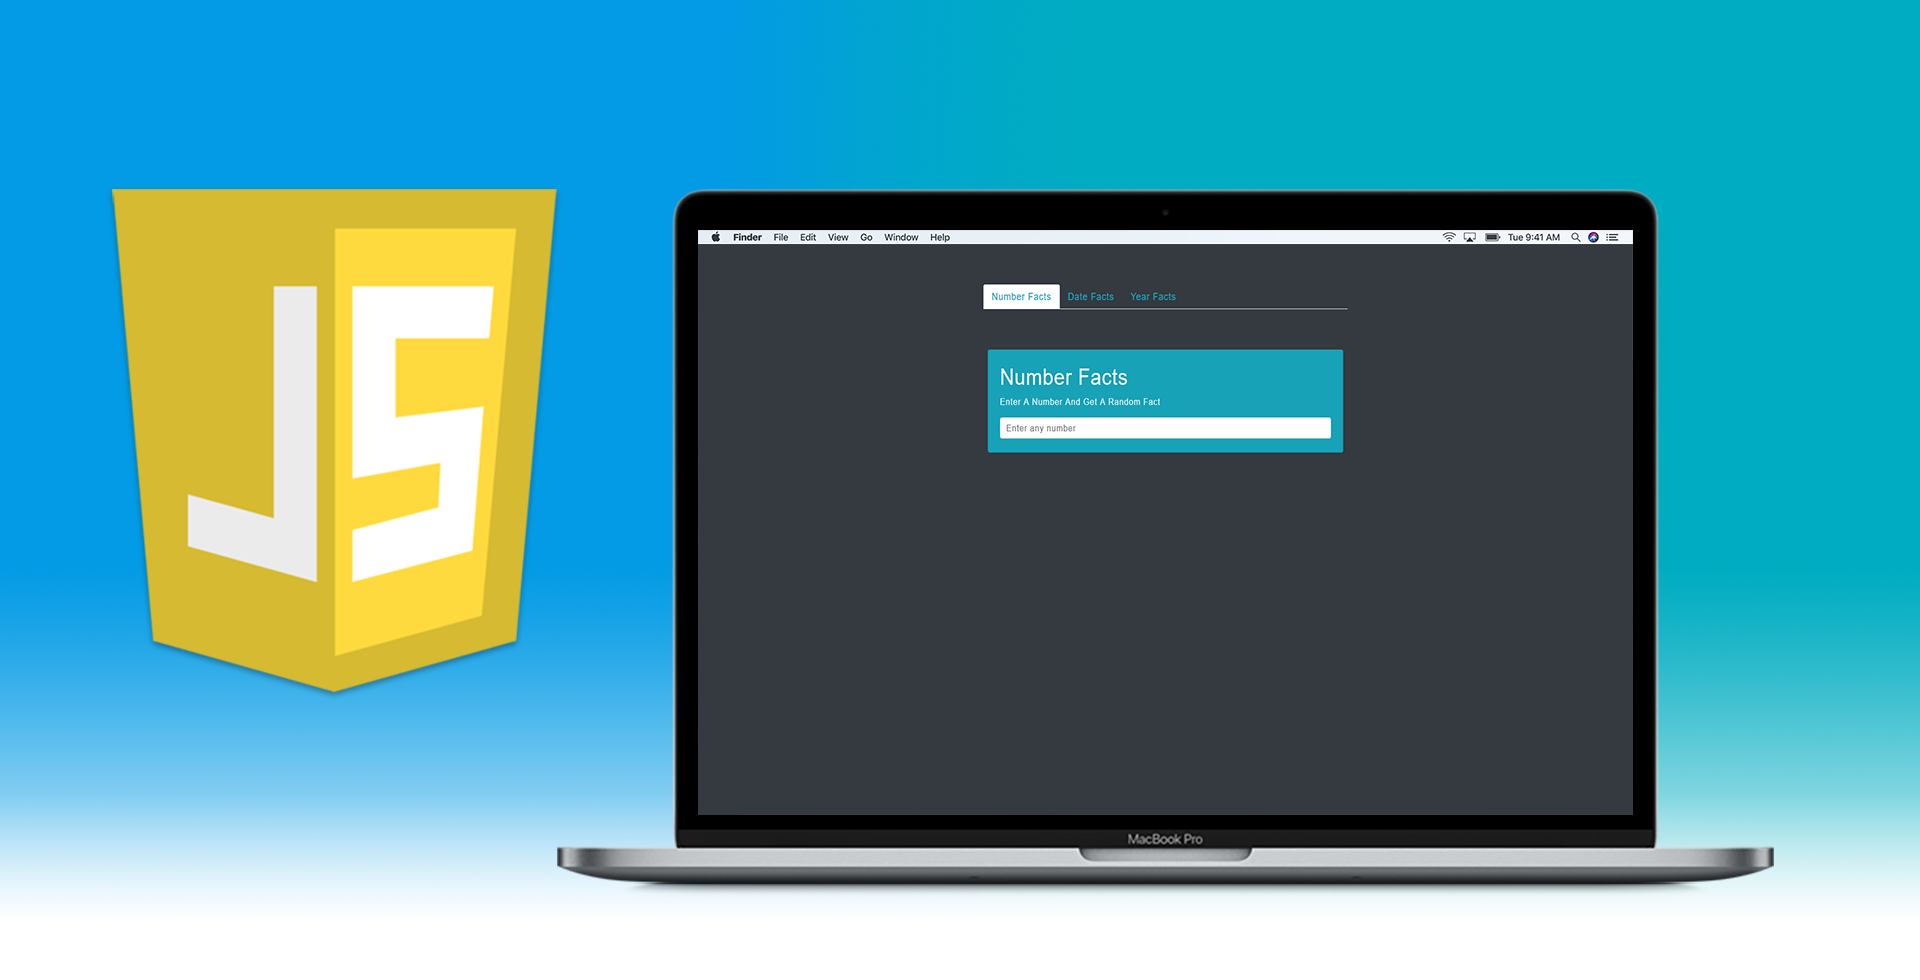 JS
Finder File Edit View Go Window Help
Tue 9:41 AM
Number Facts Date Facts Year Facts
Number Facts
Enter A Number And Get A Random Fact
Enter any number
MacBook Pro